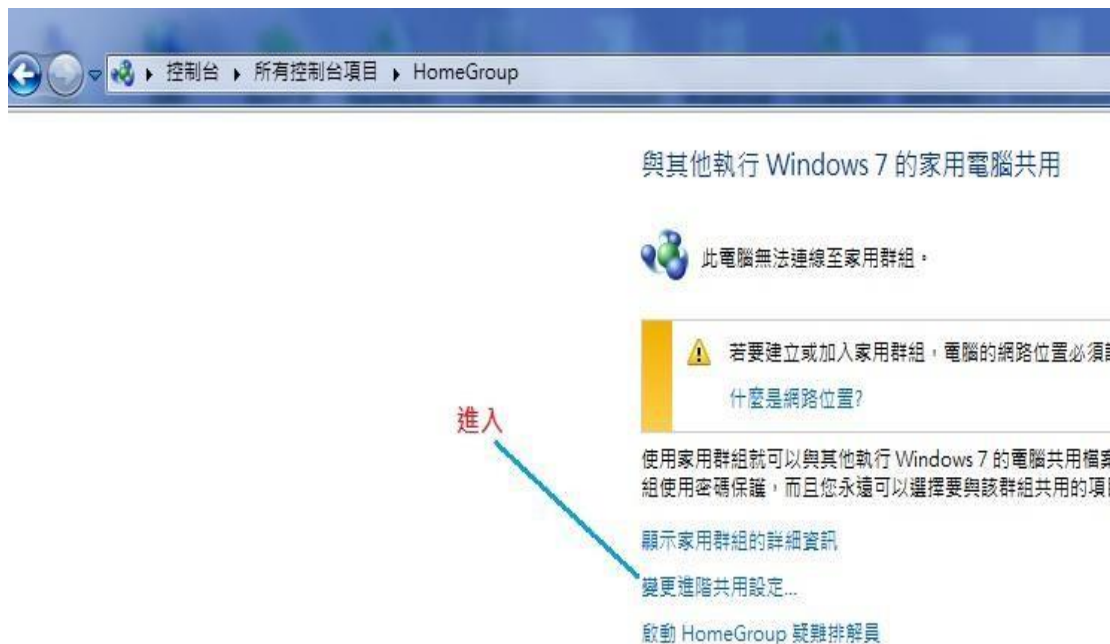 控制台 ▸ 所有控制台項目 ▸ HomeGroup
與其他執行 Windows 7 的家用電腦共用
此電腦無法連線至家用群組。
若要建立或加入家用群組，電腦的網路位置必須
什麼是網路位置?
進入
使用家用群組就可以與其他執行 Windows 7 的電腦共用檔案
組使用密碼保護，而且您永遠可以選擇要與該群組共用的項
顯示家用群組的詳細資訊
變更進階共用設定...
啟動 HomeGroup 疑難排解員